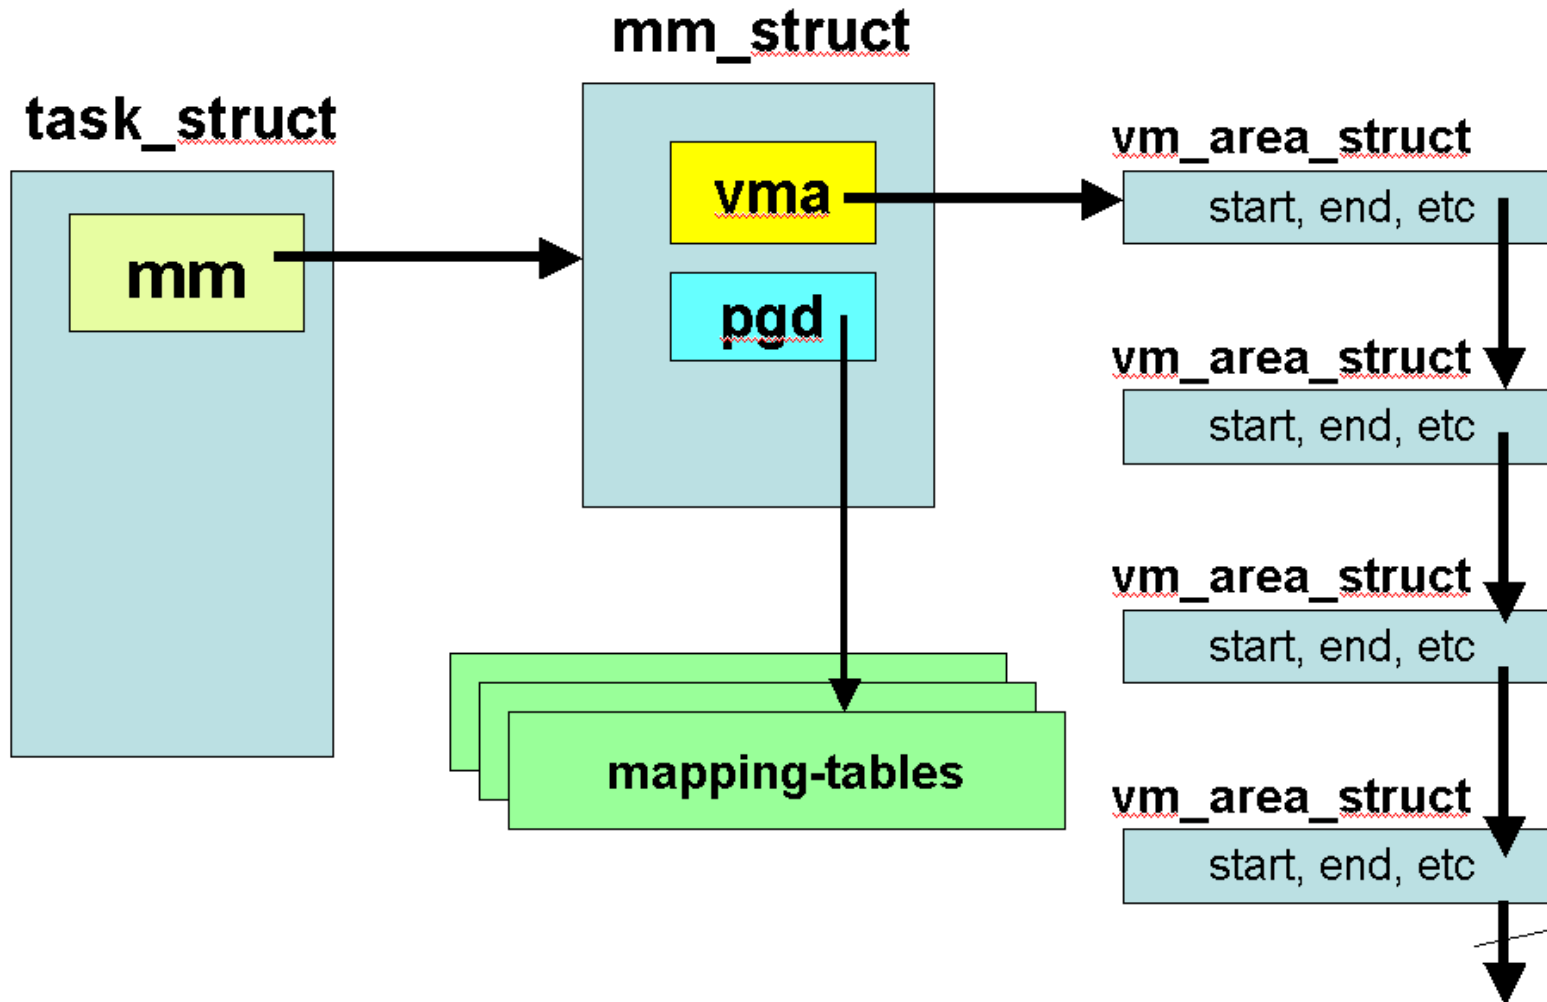 mm_struct
task_struct
vm_area_struct
vma
start, end, etc
mm
pgd
vm_area_struct
start, end, etc
vm_area_struct
start, end, etc
mapping-tables
vm_area_struct
start, end, etc